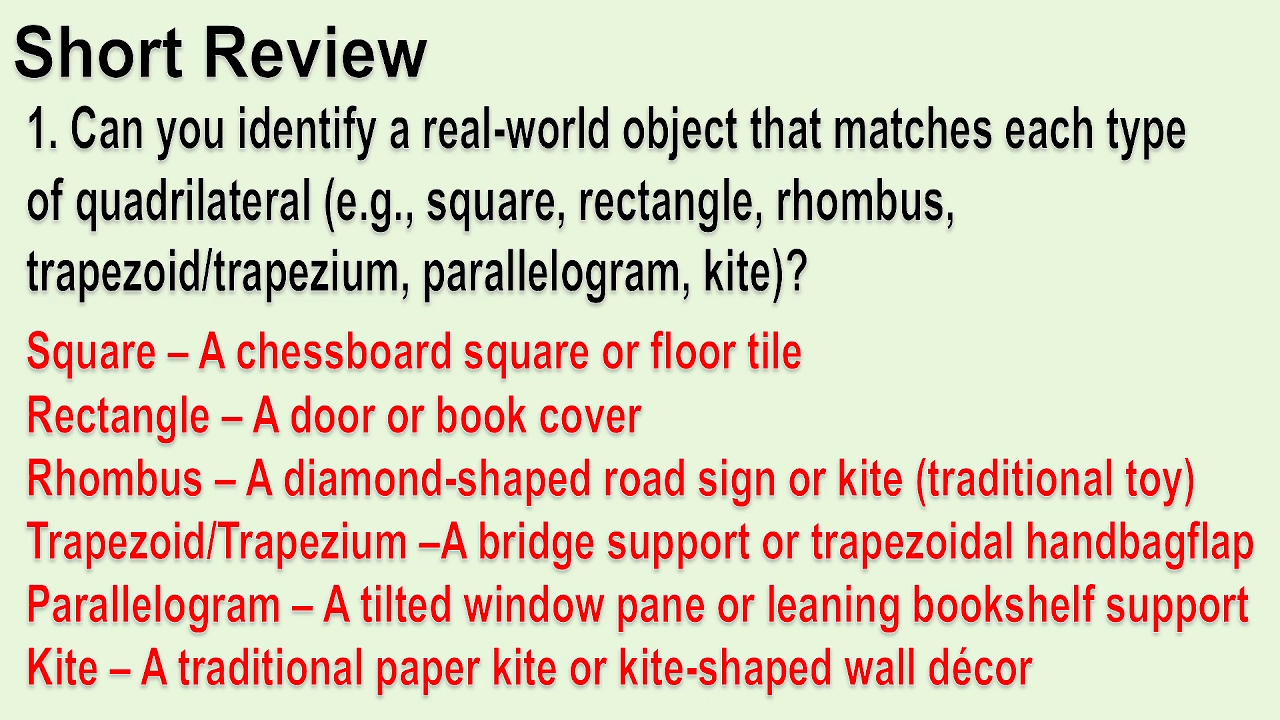 Short Review
1. Can you identify a real-world object that matches each type
of quadrilateral (e.g., square, rectangle, rhombus,
trapezoid/trapezium, parallelogram, kite)?
Square – A chessboard square or floor tile
Rectangle – A door or book cover
Rhombus – A diamond-shaped road sign or kite (traditional toy)
Trapezoid/Trapezium –A bridge support or trapezoidal handbagflap
Parallelogram – A tilted window pane or leaning bookshelf support
Kite – A traditional paper kite or kite-shaped wall décor